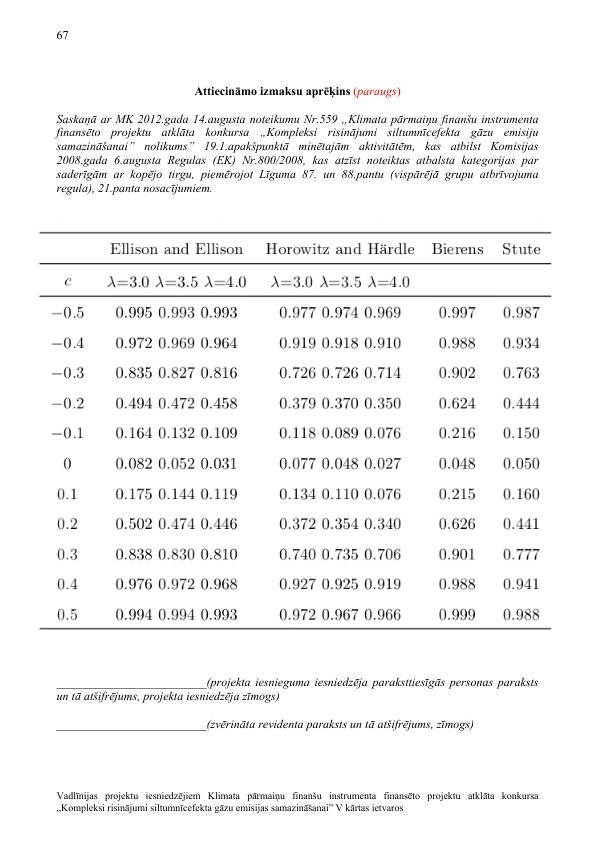 67
Attiecināmo izmaksu aprēķins (paraugs)
Saskaņā ar MK 2012.gada 14.augusta noteikumu Nr.559 „Klimata pārmaiņu finanšu instrumenta
finansēto projektu atklāta konkursa „Kompleksi risinājumi siltumnīcefekta gāzu emisiju
samazināšanai” nolikums” 19.1.apakšpunktā minētajām aktivitātēm, kas atbilst Komisijas
2008.gada 6.augusta Regulas (EK) Nr.800/2008, kas atzīst noteiktas atbalsta kategorijas par
saderīgām ar kopējo tirgu, piemērojot Līguma 87. un 88.pantu (vispārējā grupu atbrīvojuma
regula), 21.panta nosacījumiem.
Ellison and Ellison Horowitz and Härdle Bierens Stute
c λ=3.0 λ=3.5 λ=4.0 λ=3.0 λ=3.5 λ=4.0
−0.5 0.995 0.993 0.993 0.977 0.974 0.969 0.997 0.987
−0.4 0.972 0.969 0.964 0.919 0.918 0.910 0.988 0.934
−0.3 0.835 0.827 0.816 0.726 0.726 0.714 0.902 0.763
−0.2 0.494 0.472 0.458 0.379 0.370 0.350 0.624 0.444
−0.1 0.164 0.132 0.109 0.118 0.089 0.076 0.216 0.150
0 0.082 0.052 0.031 0.077 0.048 0.027 0.048 0.050
0.1 0.175 0.144 0.119 0.134 0.110 0.076 0.215 0.160
0.2 0.502 0.474 0.446 0.372 0.354 0.340 0.626 0.441
0.3 0.838 0.830 0.810 0.740 0.735 0.706 0.901 0.777
0.4 0.976 0.972 0.968 0.927 0.925 0.919 0.988 0.941
0.5 0.994 0.994 0.993 0.972 0.967 0.966 0.999 0.988
_________________________(projekta iesnieguma iesniedzēja paraksttiesīgās personas paraksts
un tā atšifrējums, projekta iesniedzēja zīmogs)
_________________________(zvērināta revidenta paraksts un tā atšifrējums, zīmogs)
Vadlīnijas projektu iesniedzējiem Klimata pārmaiņu finanšu instrumenta finansēto projektu atklāta konkursa
„Kompleksi risinājumi siltumnīcefekta gāzu emisijas samazināšanai” V kārtas ietvaros